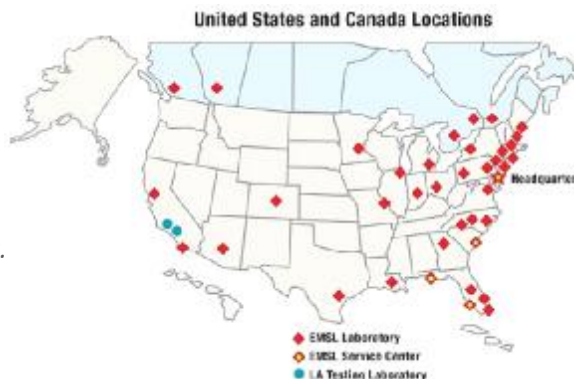 United States and Canada Locations
Headquarters
EMSL Laboratory
EMSL Service Center
LA Testing Laboratory